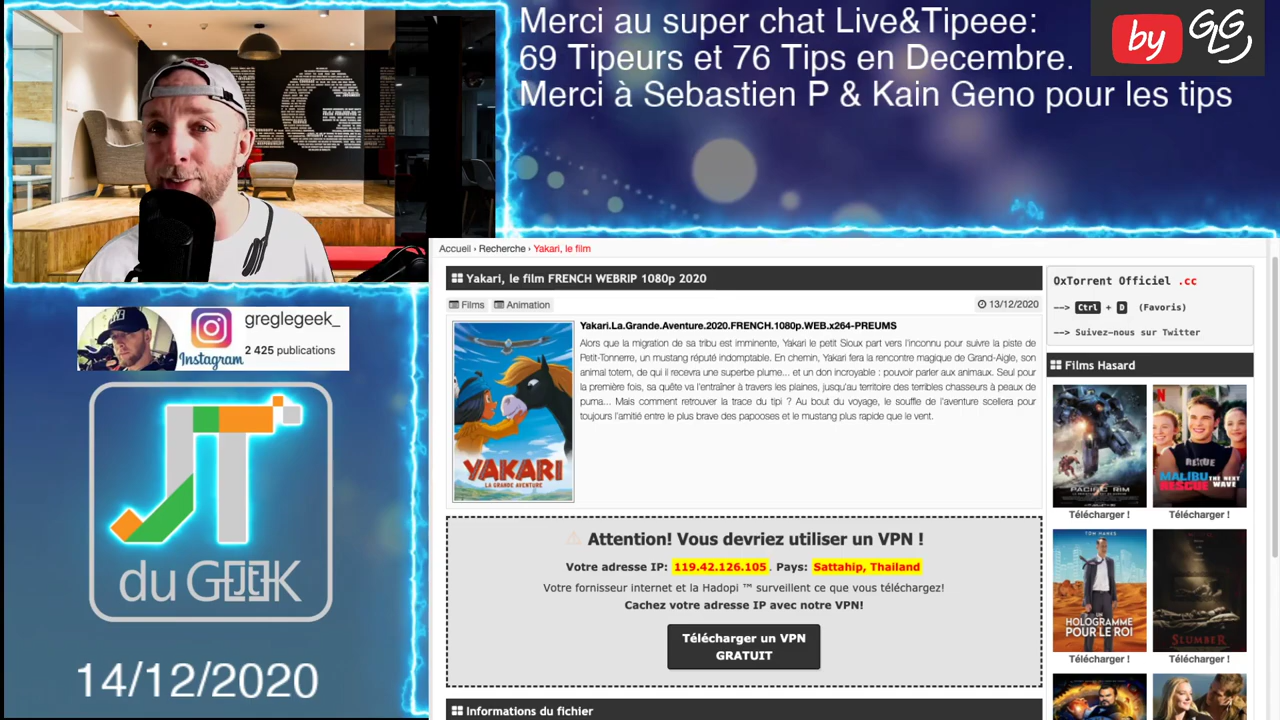 Merci au super chat Live&Tipeee:
69 Tipeurs et 76 Tips en Decembre.
Merci à Sebastien P & Kain Geno pour les tips
by GLG
greglegeek_
Instagram
2 425 publications
JT
du GEEK
14/12/2020
Accueil › Recherche › Yakari, le film
Yakari, le film FRENCH WEBRIP 1080p 2020
Films Animation 13/12/2020
Yakari.La.Grande.Aventure.2020.FRENCH.1080p.WEB.x264-PREUMS
Alors que la migration de sa tribu est imminente, Yakari le petit Sioux part vers l'inconnu pour suivre la piste de
Petit-Tonnerre, un mustang réputé indomptable. En chemin, Yakari fera la rencontre magique de Grand-Aigle, son
animal totem, de qui il recevra une superbe plume... et un don incroyable : pouvoir parler aux animaux. Seul pour
la première fois, sa quête va l'entraîner à travers les plaines, jusqu'au territoire des terribles chasseurs à peaux de
puma... Mais comment retrouver la trace du tipi ? Au bout du voyage, le souffle de l'aventure scellera pour
toujours l'amitié entre le plus brave des papooses et le mustang plus rapide que le vent.
YAKARI
LA GRANDE AVENTURE
Attention! Vous devriez utiliser un VPN !
Votre adresse IP: 119.42.126.105. Pays: Sattahip, Thailand
Votre fornisseur internet et la Hadopi ™ surveillent ce que vous téléchargez!
Cachez votre adresse IP avec notre VPN!
Télécharger un VPN
GRATUIT
Informations du fichier
OxTorrent Officiel .cc
——> Ctrl + D (Favoris)
——> Suivez-nous sur Twitter
Films Hasard
PACIFIC RIM
Télécharger !
N
RESCUE
MALIBU RESCUE THE NEXT WAVE
Télécharger !
TOM HANKS
UN HOLOGRAMME
POUR LE ROI
Télécharger !
SLUMBER
Télécharger !